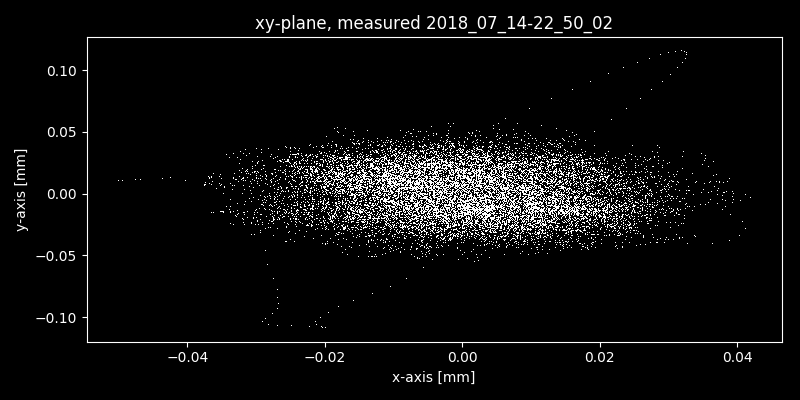 xy-plane, measured 2018_07_14-22_50_02
0.10
0.05
0.00
−0.05
−0.10
y-axis [mm]
−0.04 −0.02 0.00 0.02 0.04
x-axis [mm]